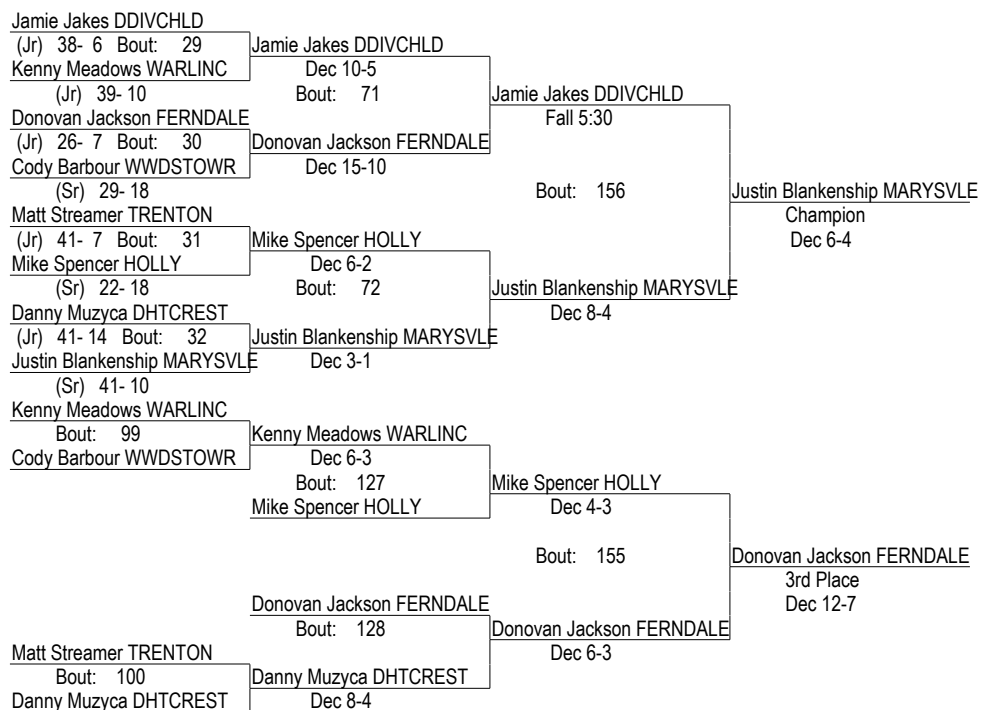 Jamie Jakes DDIVCHLD
(Jr) 38- 6 Bout: 29 Jamie Jakes DDIVCHLD
Kenny Meadows WARLINC Dec 10-5
(Jr) 39- 10 Bout: 71 Jamie Jakes DDIVCHLD
Donovan Jackson FERNDALE Fall 5:30
(Jr) 26- 7 Bout: 30 Donovan Jackson FERNDALE
Cody Barbour WWDSTOWR Dec 15-10
(Sr) 29- 18 Bout: 156 Justin Blankenship MARYSVLE
Matt Streamer TRENTON Champion
(Jr) 41- 7 Bout: 31 Mike Spencer HOLLY Dec 6-4
Mike Spencer HOLLY Dec 6-2
(Sr) 22- 18 Bout: 72 Justin Blankenship MARYSVLE
Danny Muzyca DHTCREST Dec 8-4
(Jr) 41- 14 Bout: 32 Justin Blankenship MARYSVLE
Justin Blankenship MARYSVLE Dec 3-1
(Sr) 41- 10
Kenny Meadows WARLINC
Bout: 99 Kenny Meadows WARLINC
Cody Barbour WWDSTOWR Dec 6-3
Bout: 127 Mike Spencer HOLLY
Mike Spencer HOLLY Dec 4-3
Bout: 155 Donovan Jackson FERNDALE
3rd Place
Donovan Jackson FERNDALE Dec 12-7
Bout: 128 Donovan Jackson FERNDALE
Matt Streamer TRENTON Dec 6-3
Bout: 100 Danny Muzyca DHTCREST
Danny Muzyca DHTCREST Dec 8-4